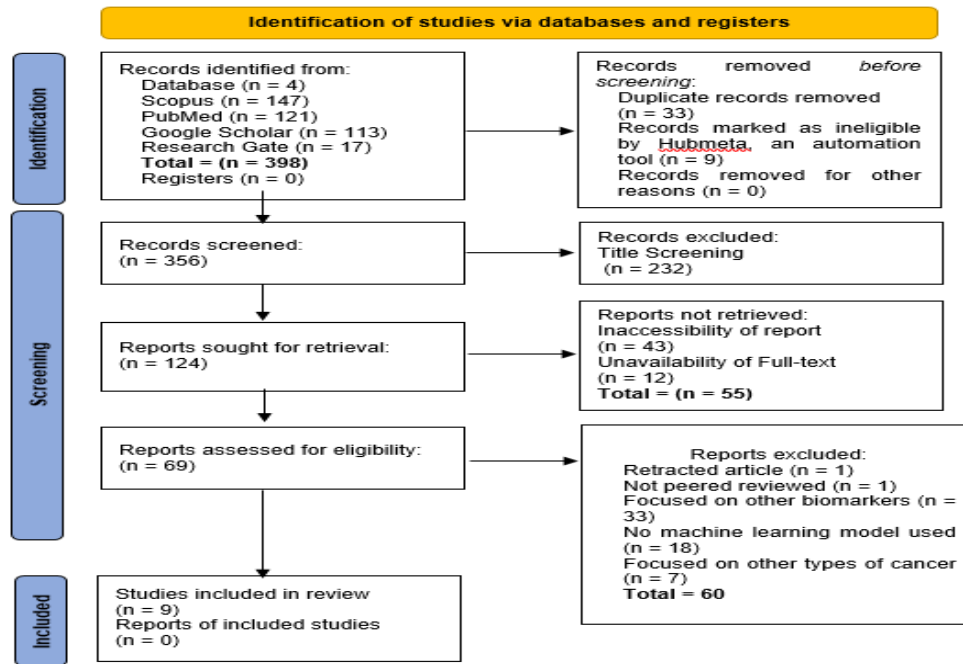 Identification of studies via databases and registers
Identification
Records identified from:
Database (n = 4)
Scopus (n = 147)
PubMed (n = 121)
Google Scholar (n = 113)
Research Gate (n = 17)
Total = (n = 398)
Registers (n = 0)
Records removed before
screening:
Duplicate records removed
(n = 33)
Records marked as ineligible
by Hubmeta, an automation
tool (n = 9)
Records removed for other
reasons (n = 0)
Screening
Records screened:
(n = 356)
Records excluded:
Title Screening
(n = 232)
Reports sought for retrieval:
(n = 124)
Reports not retrieved:
Inaccessibility of report
(n = 43)
Unavailability of Full-text
(n = 12)
Total = (n = 55)
Reports assessed for eligibility:
(n = 69)
Reports excluded:
Retracted article (n = 1)
Not peered reviewed (n = 1)
Focused on other biomarkers (n =
33)
No machine learning model used
(n = 18)
Focused on other types of cancer
(n = 7)
Total = 60
Included
Studies included in review
(n = 9)
Reports of included studies
(n = 0)